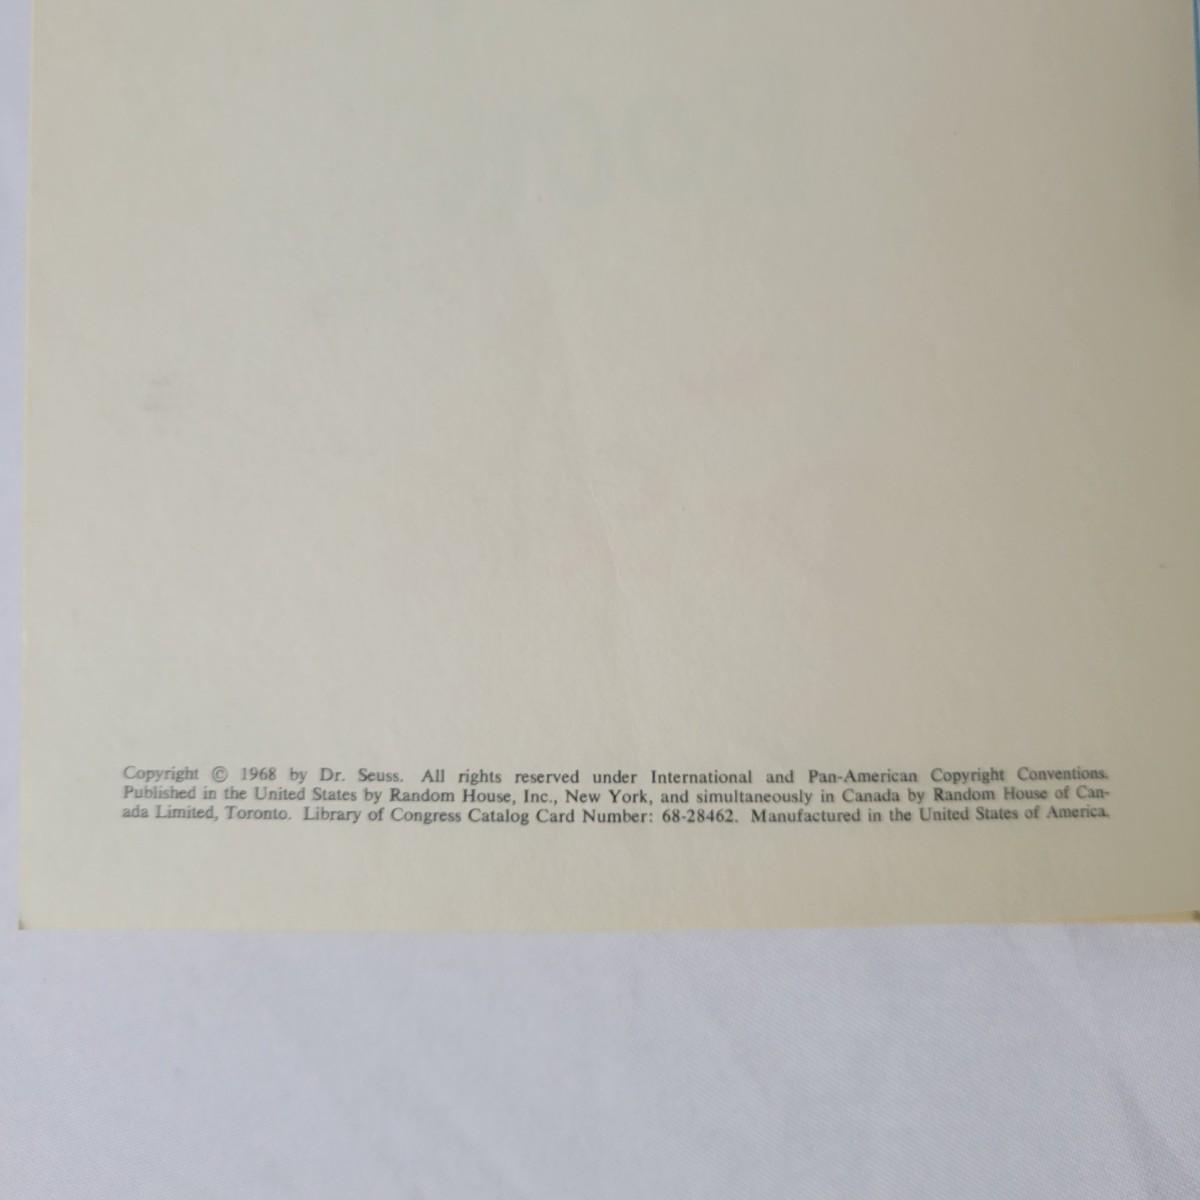 Copyright © 1968 by Dr. Seuss. All rights reserved under International and Pan-American Copyright Conventions.
Published in the United States by Random House, Inc., New York, and simultaneously in Canada by Random House of Can-
ada Limited, Toronto. Library of Congress Catalog Card Number: 68-28462. Manufactured in the United States of America.